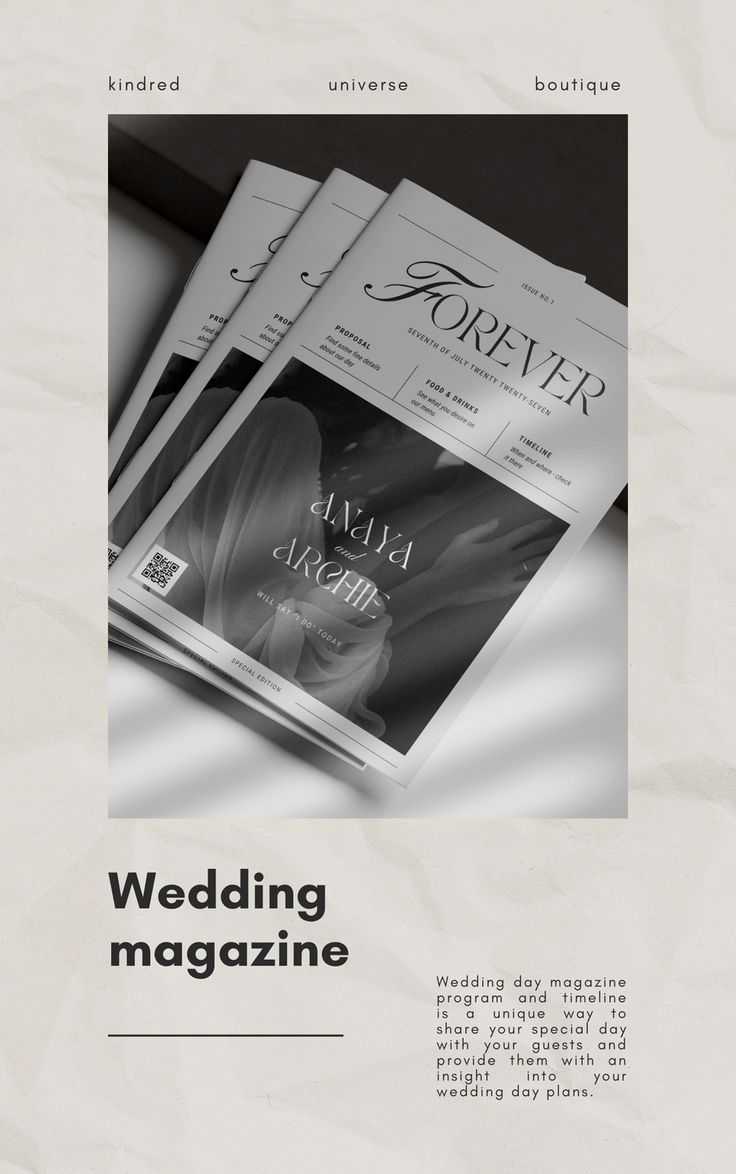 kindred universe boutique
FOREVER
ISSUE NO.1
SEVENTH OF JULY TWENTY TWENTY-SEVEN
PROPOSAL
Find some fine details
about our day
FOOD & DRINKS
See what you desire on
our menu.
TIMELINE
When and where - check
it there
ANAYA
and
ARCHIE
WILL SAY "I DO" TODAY
SPECIAL EDITION
SPECIAL EDITION
Wedding
magazine
Wedding day magazine
program and timeline
is a unique way to
share your special day
with your guests and
provide them with an
insight into your
wedding day plans.